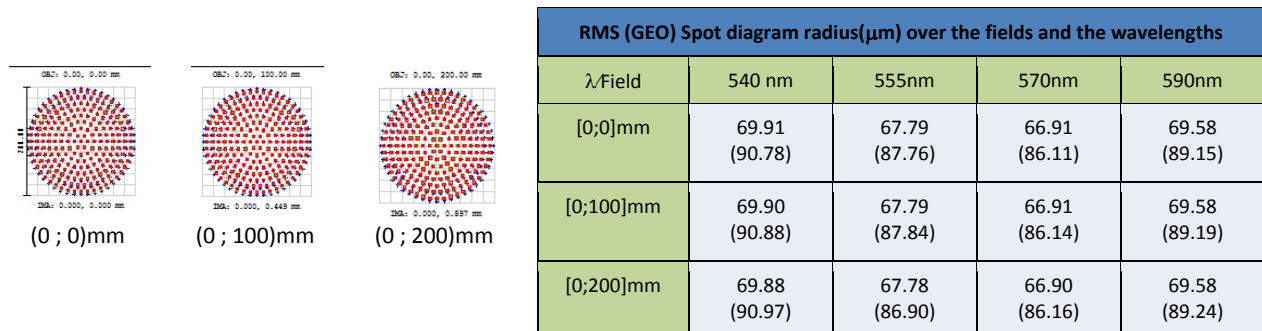 OBJ: 0.00, 0.00 mm
OBJ: 0.00, 100.00 mm
OBJ: 0.00, 200.00 mm
IMA: 0.000, 0.000 mm
IMA: 0.000, 0.449 mm
IMA: 0.000, 0.897 mm
(0 ; 0)mm
(0 ; 100)mm
(0 ; 200)mm
RMS (GEO) Spot diagram radius(μm) over the fields and the wavelengths
λ/Field 540 nm 555nm 570nm 590nm
[0;0]mm 69.91 67.79 66.91 69.58
(90.78) (87.76) (86.11) (89.15)
[0;100]mm 69.90 67.79 66.91 69.58
(90.88) (87.84) (86.14) (89.19)
[0;200]mm 69.88 67.78 66.90 69.58
(90.97) (86.90) (86.16) (89.24)